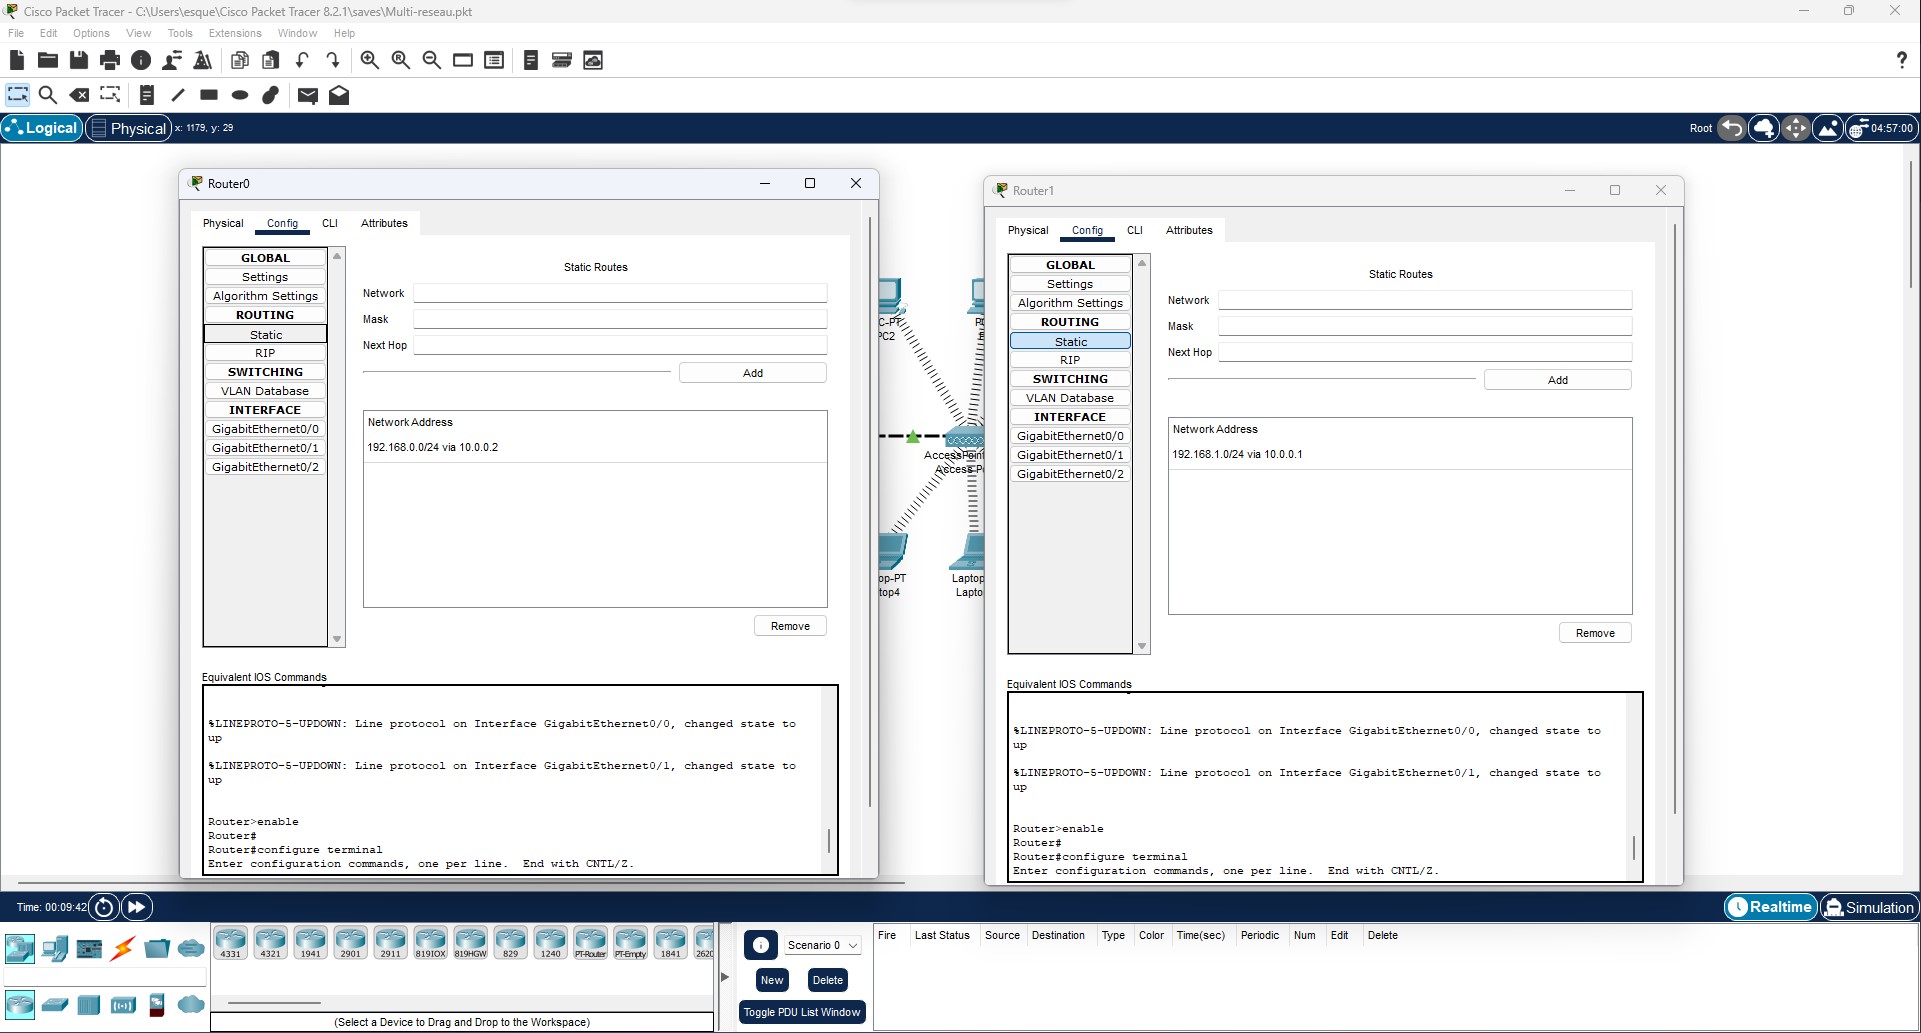 Cisco Packet Tracer - C:\Users\esque\Cisco Packet Tracer 8.2.1\saves\Multi-reseau.pkt
File Edit Options View Tools Extensions Window Help
?
Logical Physical x: 1179, y: 29
Root 04:57:00
Router0
Physical Config CLI Attributes
GLOBAL
Settings
Algorithm Settings
ROUTING
Static
RIP
SWITCHING
VLAN Database
INTERFACE
GigabitEthernet0/0
GigabitEthernet0/1
GigabitEthernet0/2
Static Routes
Network
Mask
Next Hop
Add
Network Address
192.168.0.0/24 via 10.0.0.2
Remove
Equivalent IOS Commands
%LINEPROTO-5-UPDOWN: Line protocol on Interface GigabitEthernet0/0, changed state to
up
%LINEPROTO-5-UPDOWN: Line protocol on Interface GigabitEthernet0/1, changed state to
up
Router>enable
Router#
Router#configure terminal
Enter configuration commands, one per line. End with CNTL/Z.
C-PT
PC2
AccessPoint
Access Po
op-PT
top4
Laptop
Lapto
Router1
Physical Config CLI Attributes
GLOBAL
Settings
Algorithm Settings
ROUTING
Static
RIP
SWITCHING
VLAN Database
INTERFACE
GigabitEthernet0/0
GigabitEthernet0/1
GigabitEthernet0/2
Static Routes
Network
Mask
Next Hop
Add
Network Address
192.168.1.0/24 via 10.0.0.1
Remove
Equivalent IOS Commands
%LINEPROTO-5-UPDOWN: Line protocol on Interface GigabitEthernet0/0, changed state to
up
%LINEPROTO-5-UPDOWN: Line protocol on Interface GigabitEthernet0/1, changed state to
up
Router>enable
Router#
Router#configure terminal
Enter configuration commands, one per line. End with CNTL/Z.
Time: 00:09:42
Realtime Simulation
4331 4321 1941 2901 2911 819IOX 819HGW 829 1240 PT-Router PT-Empty 1841 2620
(Select a Device to Drag and Drop to the Workspace)
Scenario 0
New Delete
Toggle PDU List Window
Fire Last Status Source Destination Type Color Time(sec) Periodic Num Edit Delete